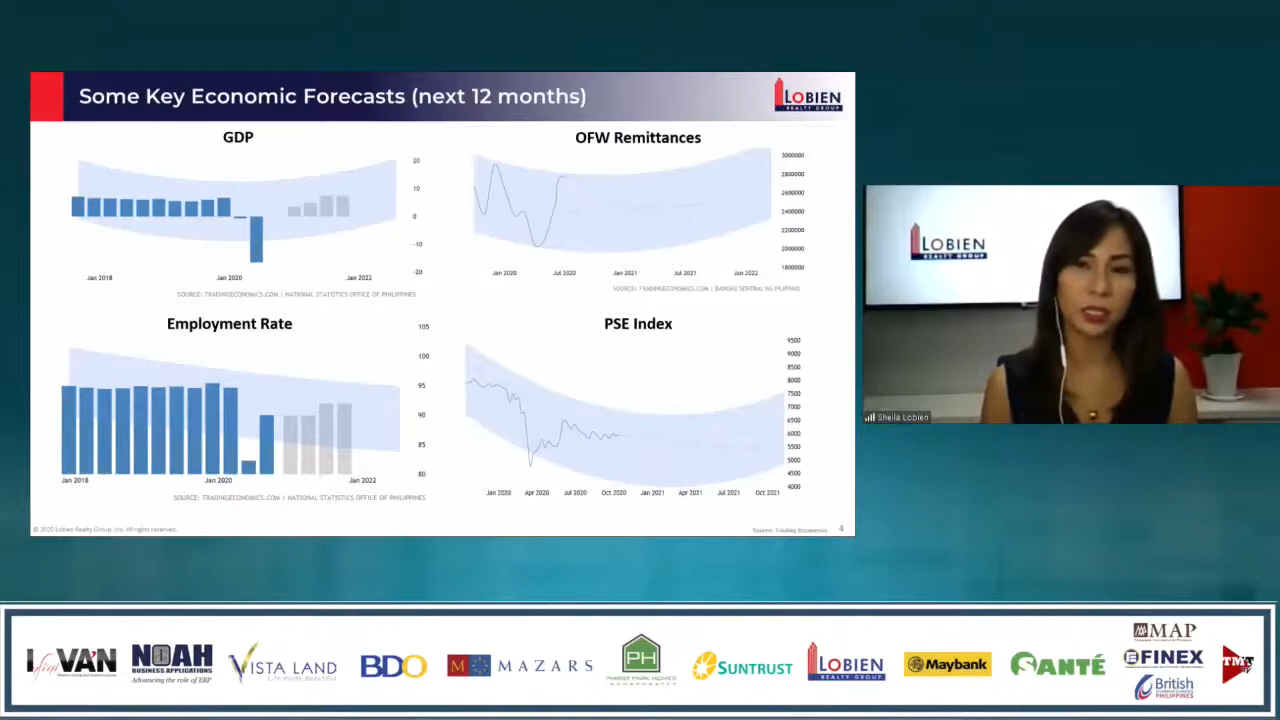 Some Key Economic Forecasts (next 12 months)
LOBIEN
REALTY GROUP
GDP
20
10
0
-10
-20
Jan 2018
Jan 2020
Jan 2022
SOURCE: TRADINGECONOMICS.COM | NATIONAL STATISTICS OFFICE OF PHILIPPINES
OFW Remittances
3000000
2800000
2600000
2400000
2200000
2000000
1800000
Jan 2020
Jul 2020
Jan 2021
Jul 2021
Jan 2022
SOURCE: TRADINGECONOMICS.COM | BANGKO SENTRAL NG PILIPINAS
Employment Rate
105
100
95
90
85
80
Jan 2018
Jan 2020
Jan 2022
SOURCE: TRADINGECONOMICS.COM | NATIONAL STATISTICS OFFICE OF PHILIPPINES
PSE Index
9500
9000
8500
8000
7500
7000
6500
6000
5500
5000
4500
4000
Jan 2020
Apr 2020
Jul 2020
Oct 2020
Jan 2021
Apr 2021
Jul 2021
Oct 2021
© 2020 Lobien Realty Group, Inc. All rights reserved.
Source: Trading Economics
4
LOBIEN
REALTY GROUP
Sheila Lobien
NOAH
BUSINESS APPLICATIONS
Advancing the role of ERP
VISTA LAND
Life Made Beautiful
BDO
M
MAZARS
PH
PHIRST PARK HOMES
INCORPORATED
SUNTRUST
LOBIEN
REALTY GROUP
Maybank
SANTÉ
MAP
FINEX
British
PHILIPPINES
TMT